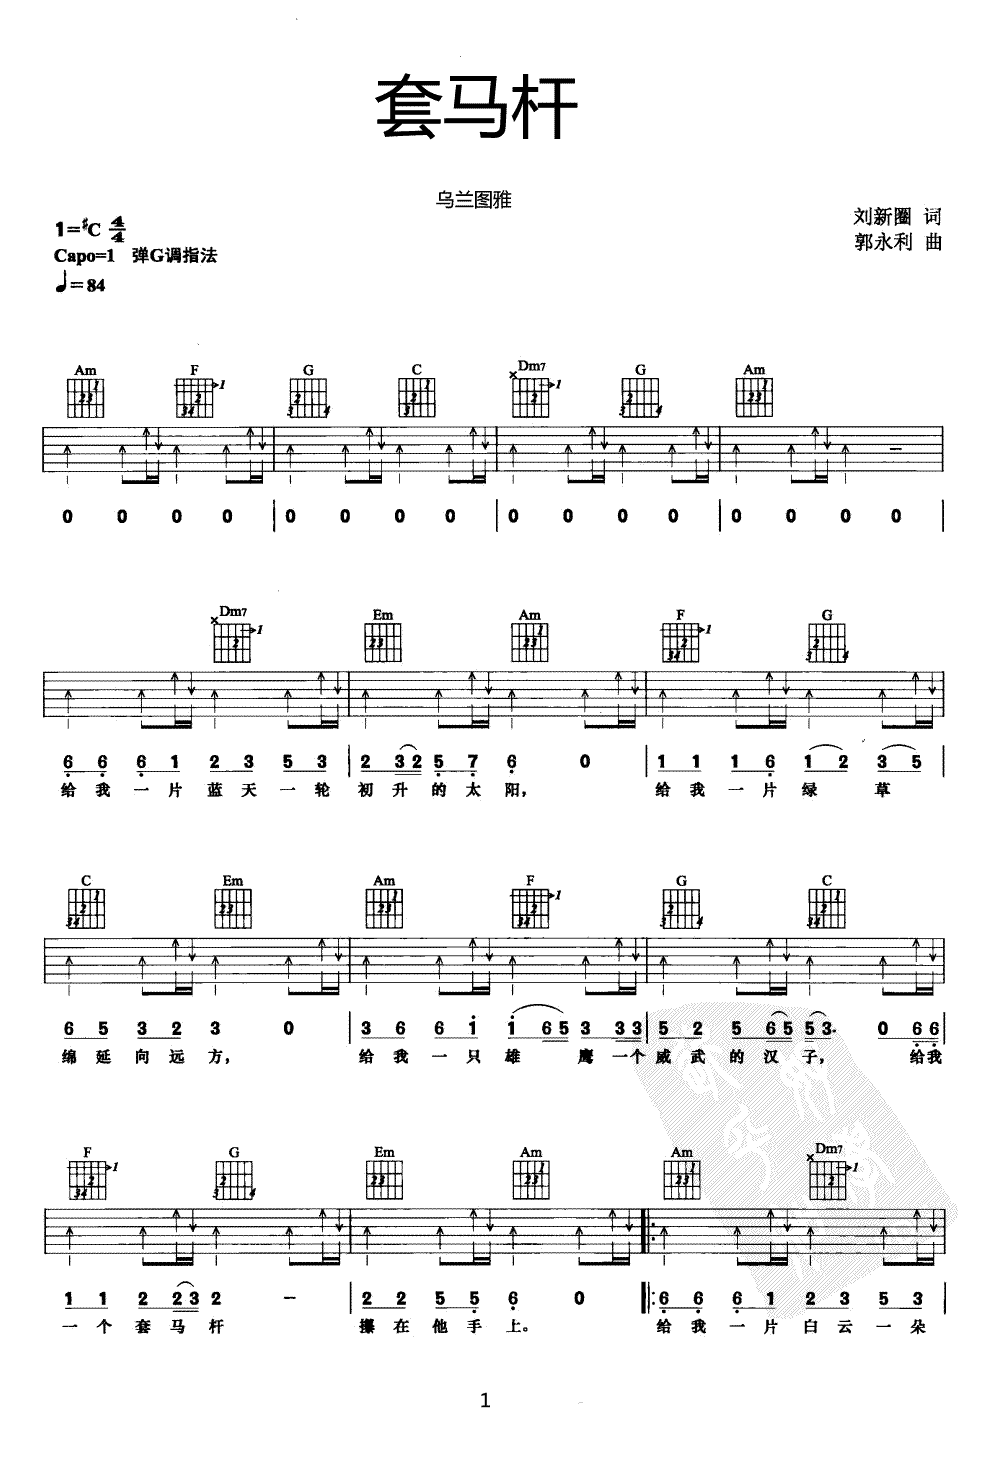 套马杆
乌兰图雅
1=♯C 4/4
刘新圈 词
Capo=1 弹G调指法
郭永利 曲
♩=84
Am F G C Dm7 G Am
0 0 0 0 | 0 0 0 0 | 0 0 0 0 | 0 0 0 0 |
Dm7 Em Am F G
6 6 6 1 2 3 5 3 | 2 3 2 5 7 6 0 | 1 1 1 6 1 2 3 5
给 我 一 片 蓝 天 一 轮 初 升 的 太 阳, 给 我 一 片 绿 草
C Em Am F G C
6 5 3 2 3 0 | 3 6 6 1 1 6 5 3 3 3 | 5 2 5 6 5 5 3· 0 6 6
绵 延 向 远 方, 给 我 一 只 雄 鹰 一 个 威 武 的 汉 子, 给 我
F G Em Am Am Dm7
1 1 2 2 3 2 – | 2 2 5 5 6 0 |: 6 6 6 1 2 3 5 3
一 个 套 马 杆 攥 在 他 手 上。 给 我 一 片 白 云 一 朵
1